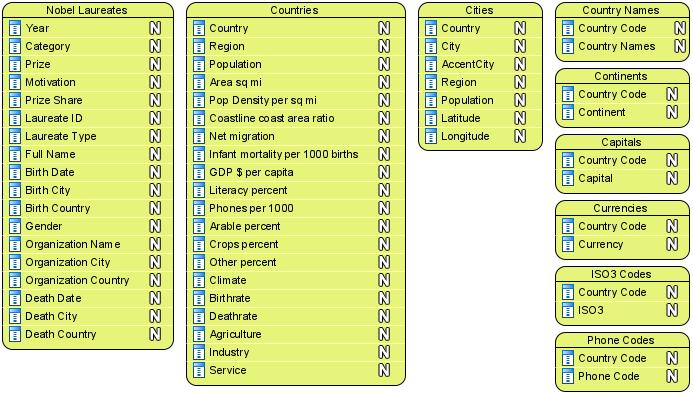 Nobel Laureates
Year
Category
Prize
Motivation
Prize Share
Laureate ID
Laureate Type
Full Name
Birth Date
Birth City
Birth Country
Gender
Organization Name
Organization City
Organization Country
Death Date
Death City
Death Country
Countries
Country
Region
Population
Area sq mi
Pop Density per sq mi
Coastline coast area ratio
Net migration
Infant mortality per 1000 births
GDP $ per capita
Literacy percent
Phones per 1000
Arable percent
Crops percent
Other percent
Climate
Birthrate
Deathrate
Agriculture
Industry
Service
Cities
Country
City
AccentCity
Region
Population
Latitude
Longitude
Country Names
Country Code
Country Names
Continents
Country Code
Continent
Capitals
Country Code
Capital
Currencies
Country Code
Currency
ISO3 Codes
Country Code
ISO3
Phone Codes
Country Code
Phone Code